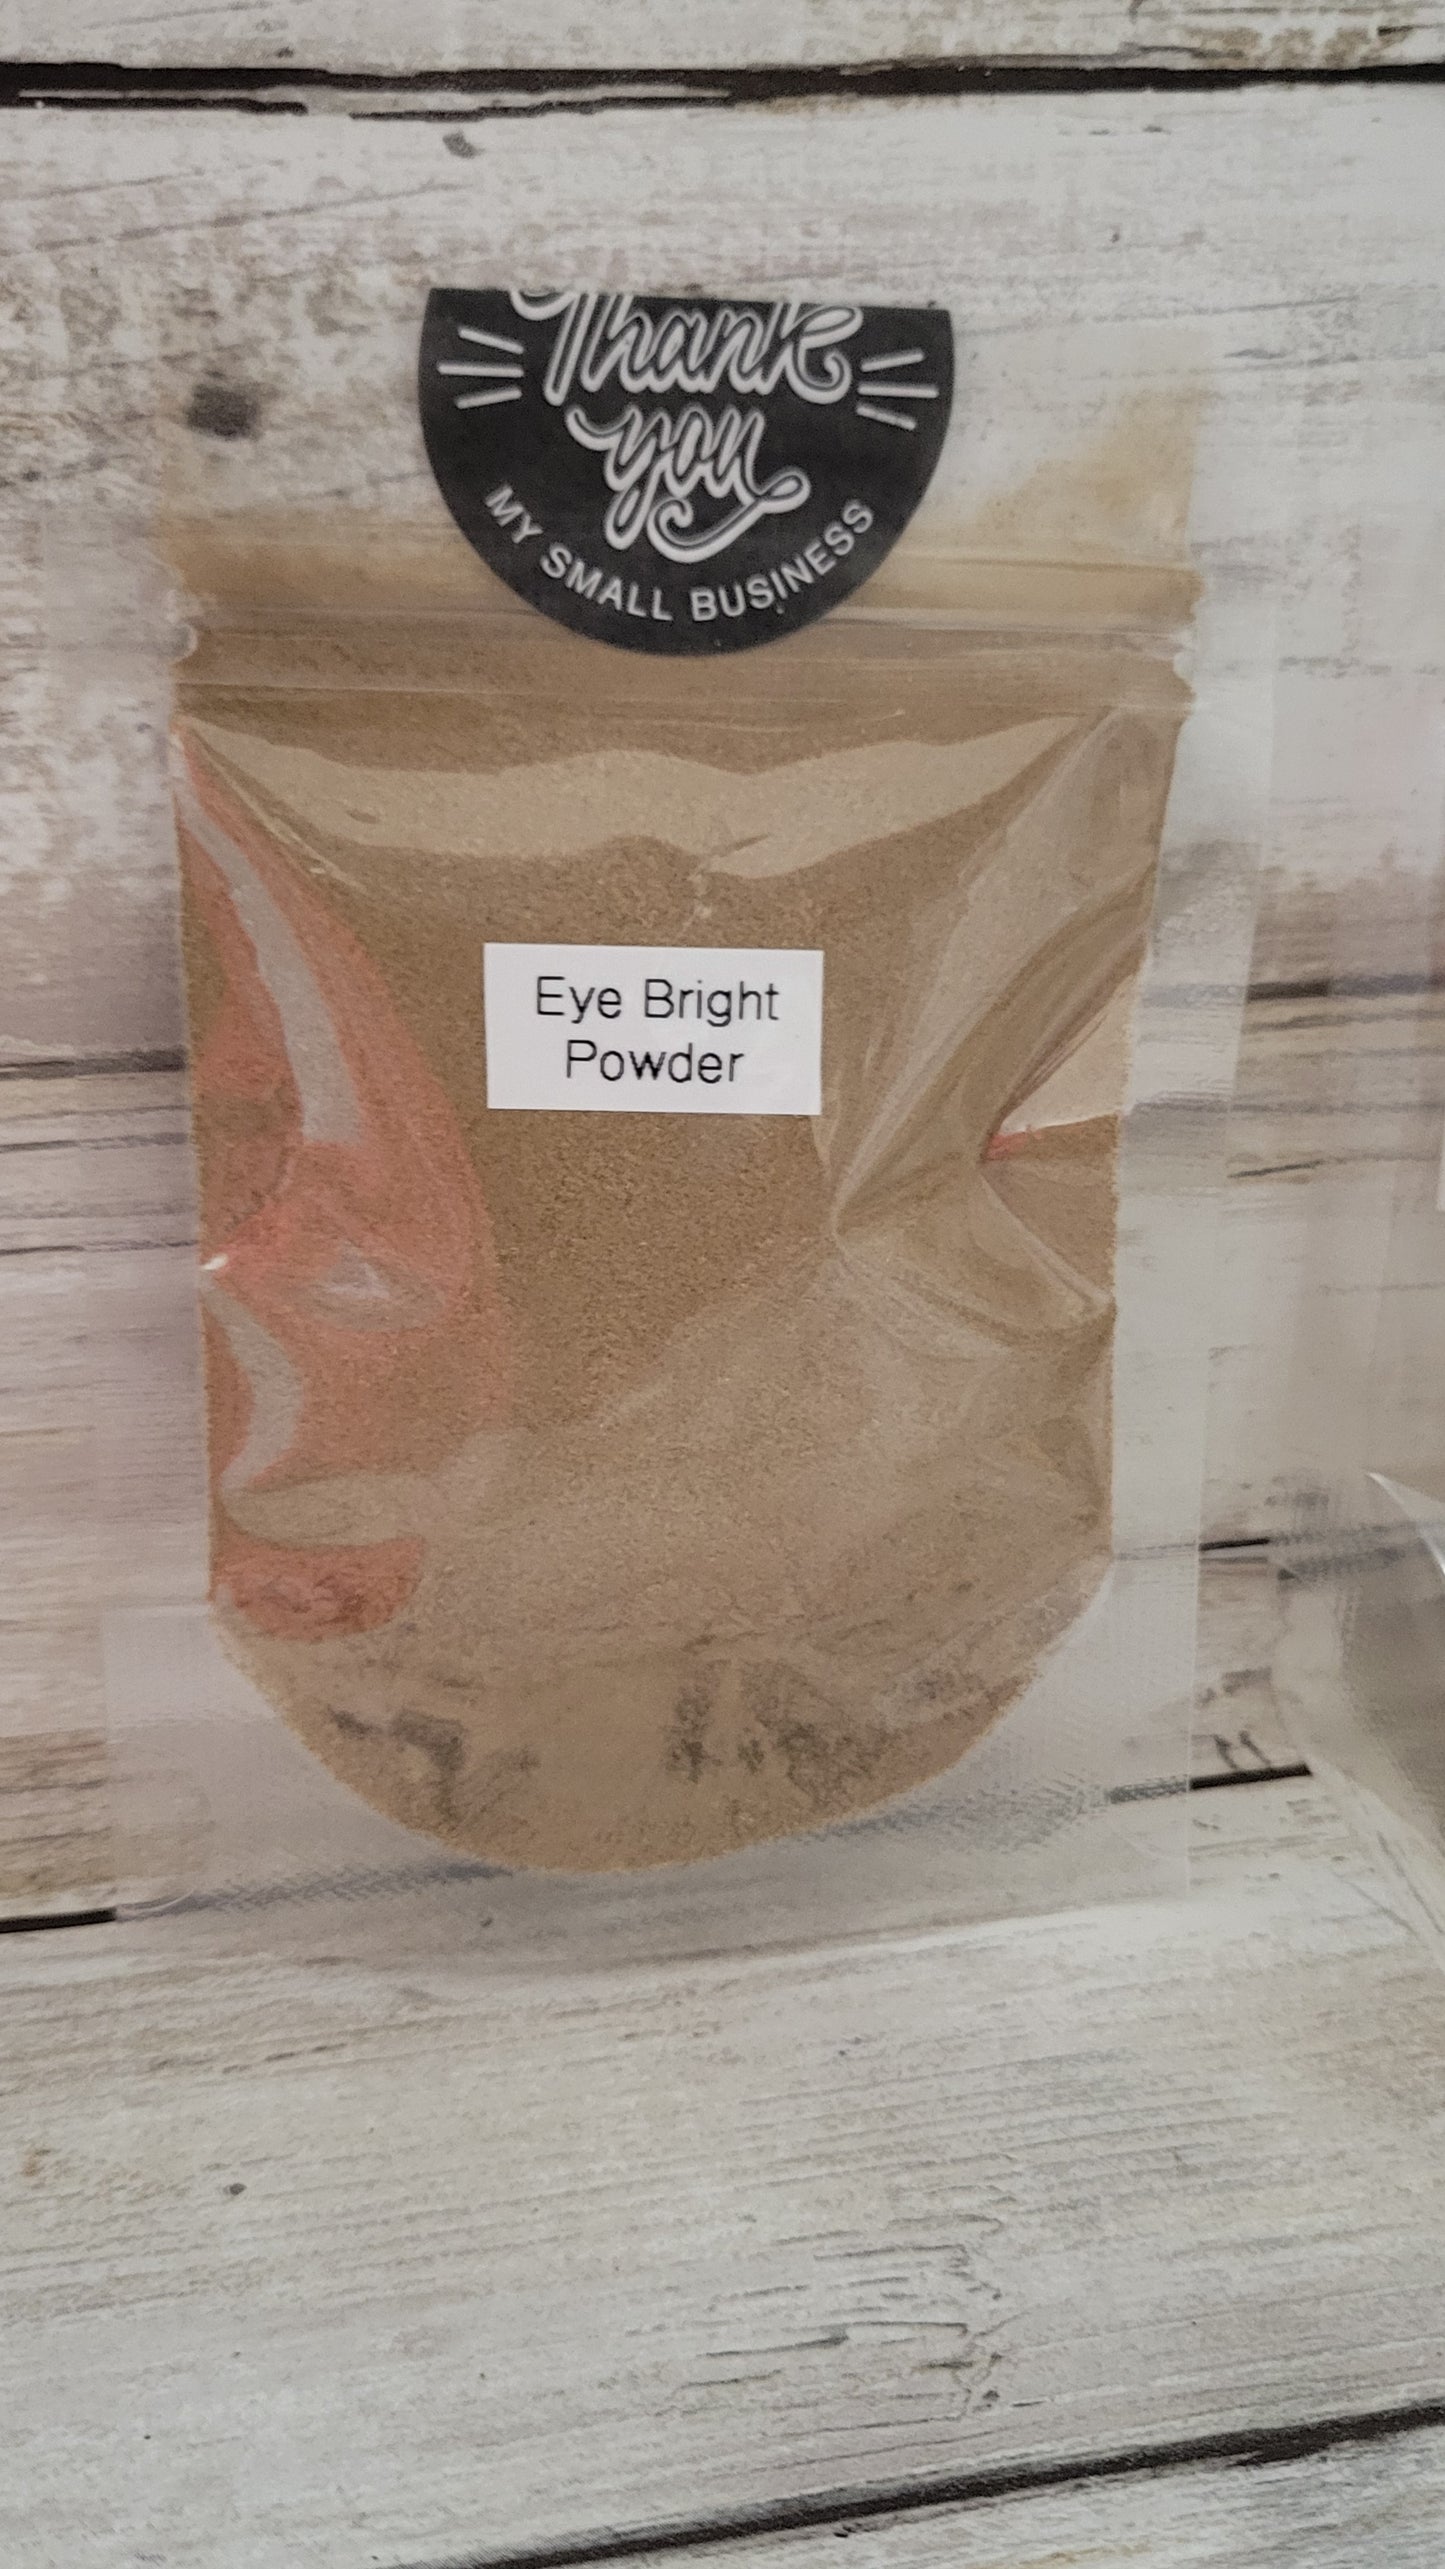 Thank
you
MY SMALL BUSINESS
Eye Bright
Powder